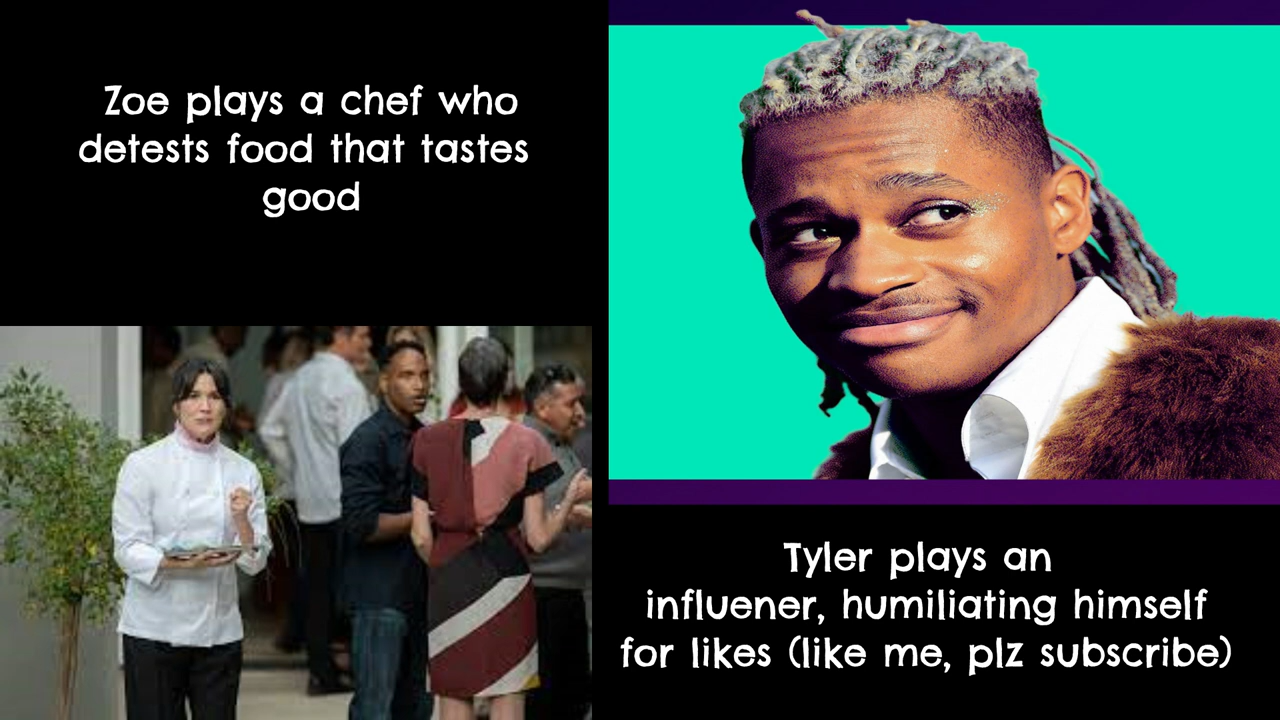 Zoe plays a chef who
detests food that tastes
good
Tyler plays an
influener, humiliating himself
for likes (like me, plz subscribe)